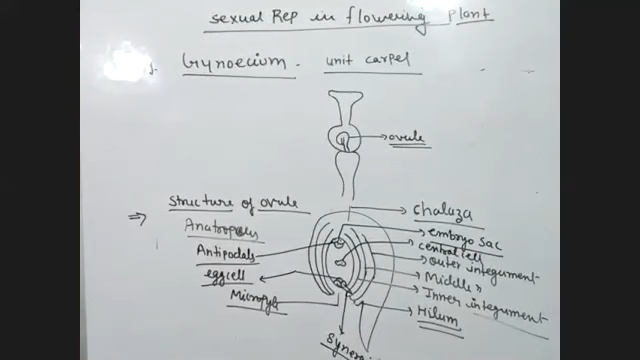 sexual Rep in flowering plant
1. Gynoecium - unit carpel
ovule
⇒ Structure of ovule
Anatropous
chalaza
embryo sac
Antipodals
central cell
outer integument
egg cell
Middle "
Inner integument
Micropyle
Hilum